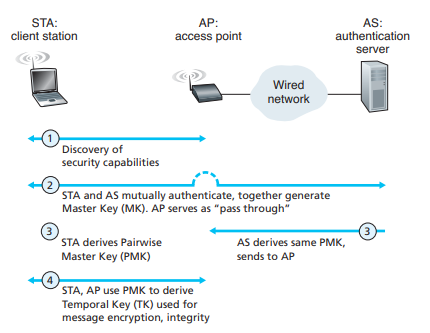 STA:
client station
AP:
access point
AS:
authentication
server
Wired
network
1
Discovery of
security capabilities
2
STA and AS mutually authenticate, together generate
Master Key (MK). AP serves as “pass through”
3
STA derives Pairwise
Master Key (PMK)
3
AS derives same PMK,
sends to AP
4
STA, AP use PMK to derive
Temporal Key (TK) used for
message encryption, integrity